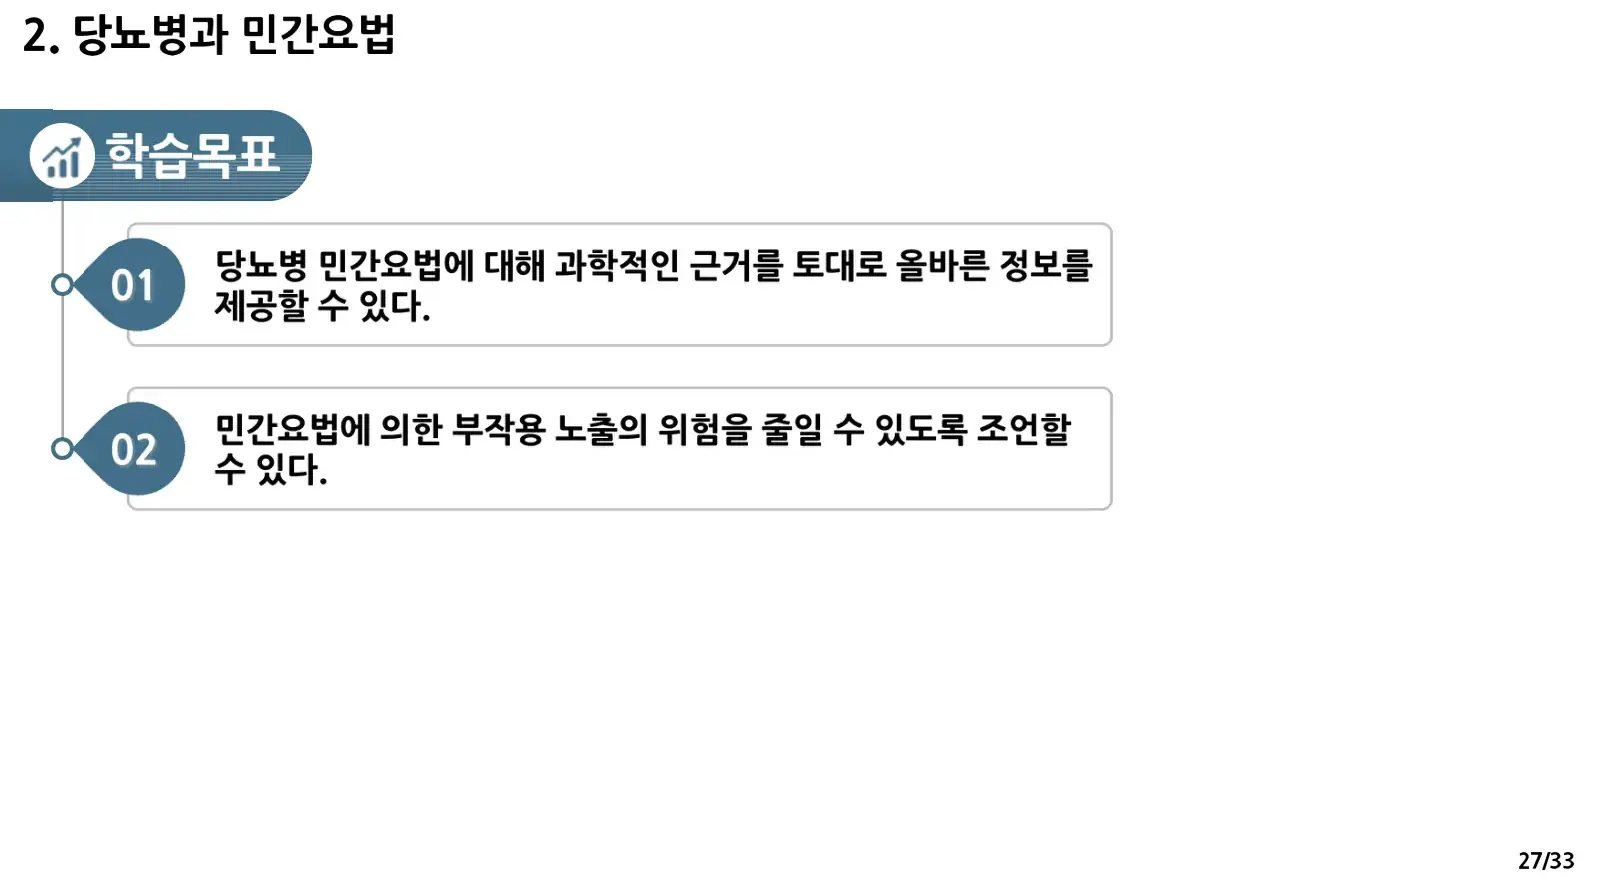 2. 당뇨병과 민간요법
학습목표
01
당뇨병 민간요법에 대해 과학적인 근거를 토대로 올바른 정보를
제공할 수 있다.
02
민간요법에 의한 부작용 노출의 위험을 줄일 수 있도록 조언할
수 있다.
27/33